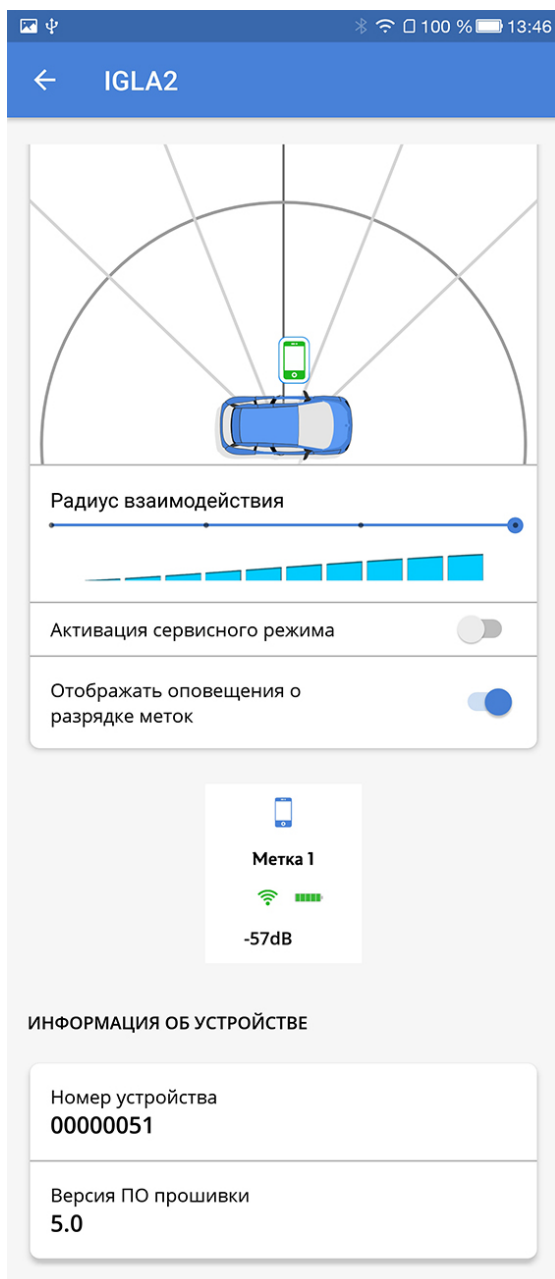 100 % 13:46
IGLA2
Радиус взаимодействия
Активация сервисного режима
Отображать оповещения о
разрядке меток
Метка 1
-57dB
ИНФОРМАЦИЯ ОБ УСТРОЙСТВЕ
Номер устройства
00000051
Версия ПО прошивки
5.0